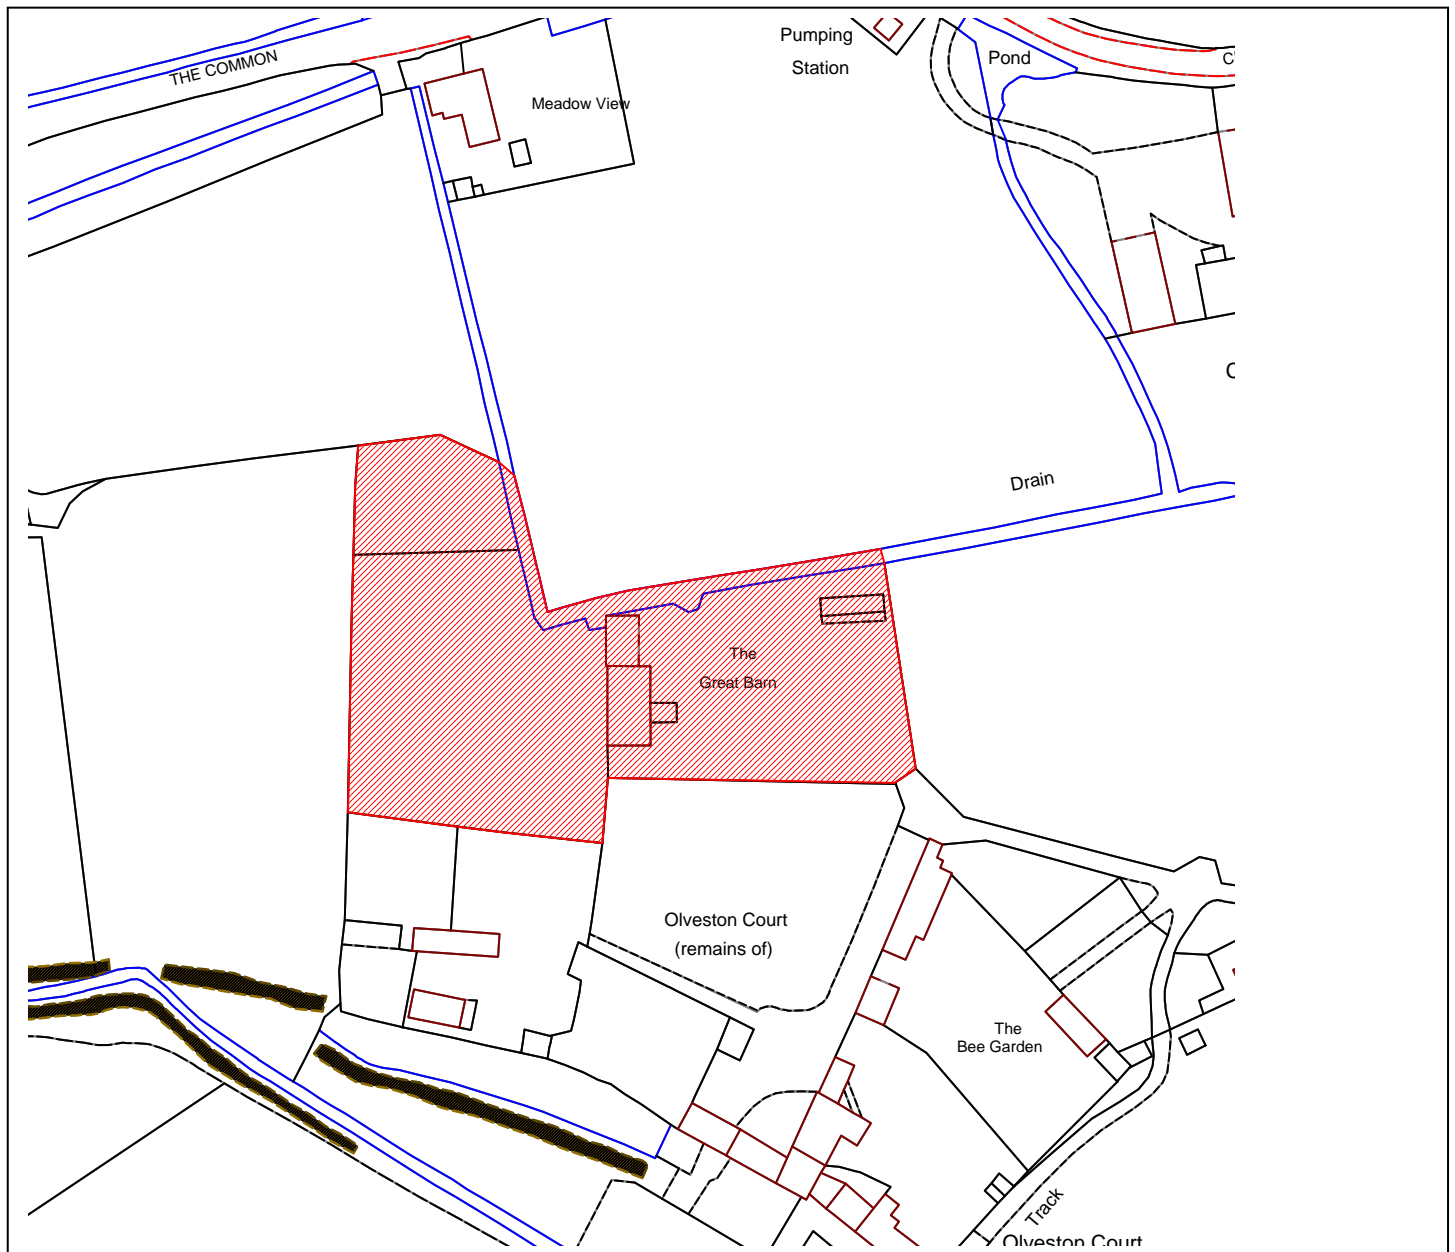 Pumping
Station
Pond
THE COMMON
Meadow View
Drain
The
Great Barn
Olveston Court
(remains of)
The
Bee Garden
Track
Olveston Court